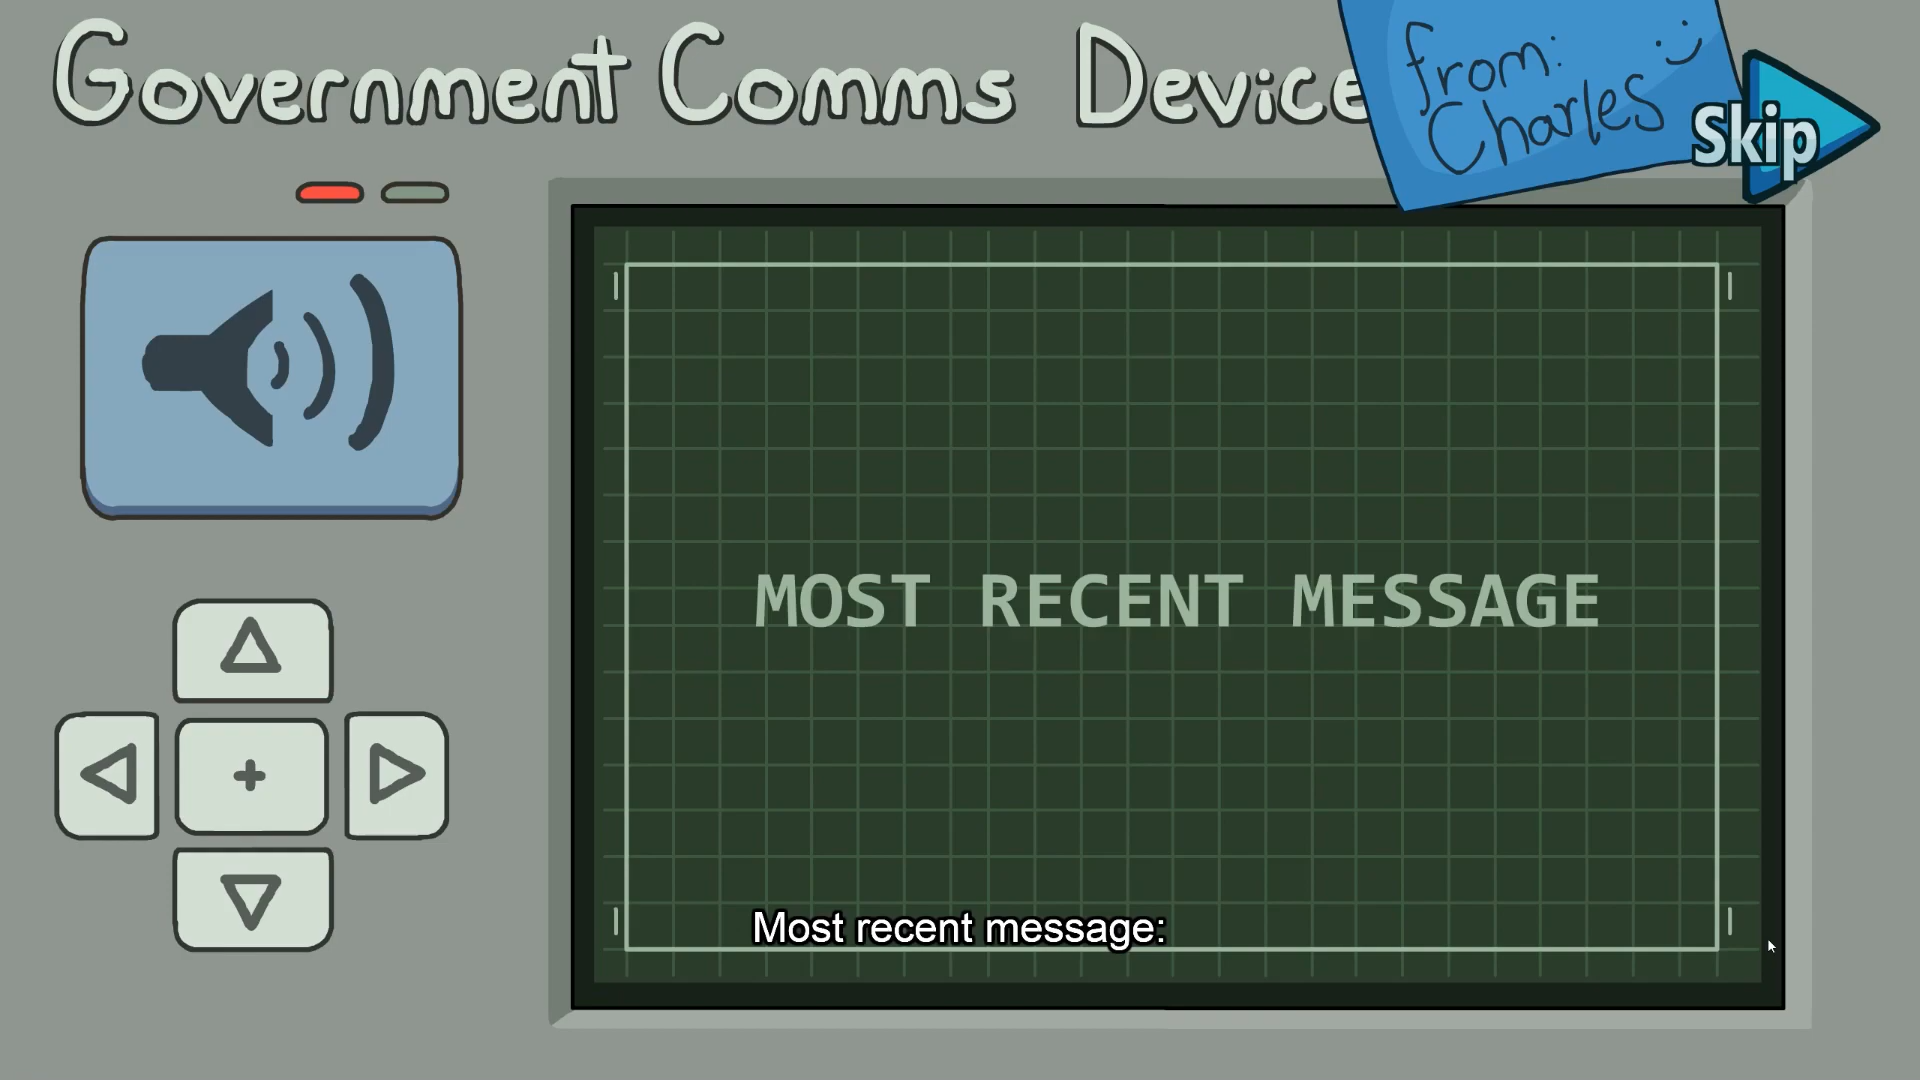 Government Comms Device
from: :)
Charles
Skip
MOST RECENT MESSAGE
Most recent message: